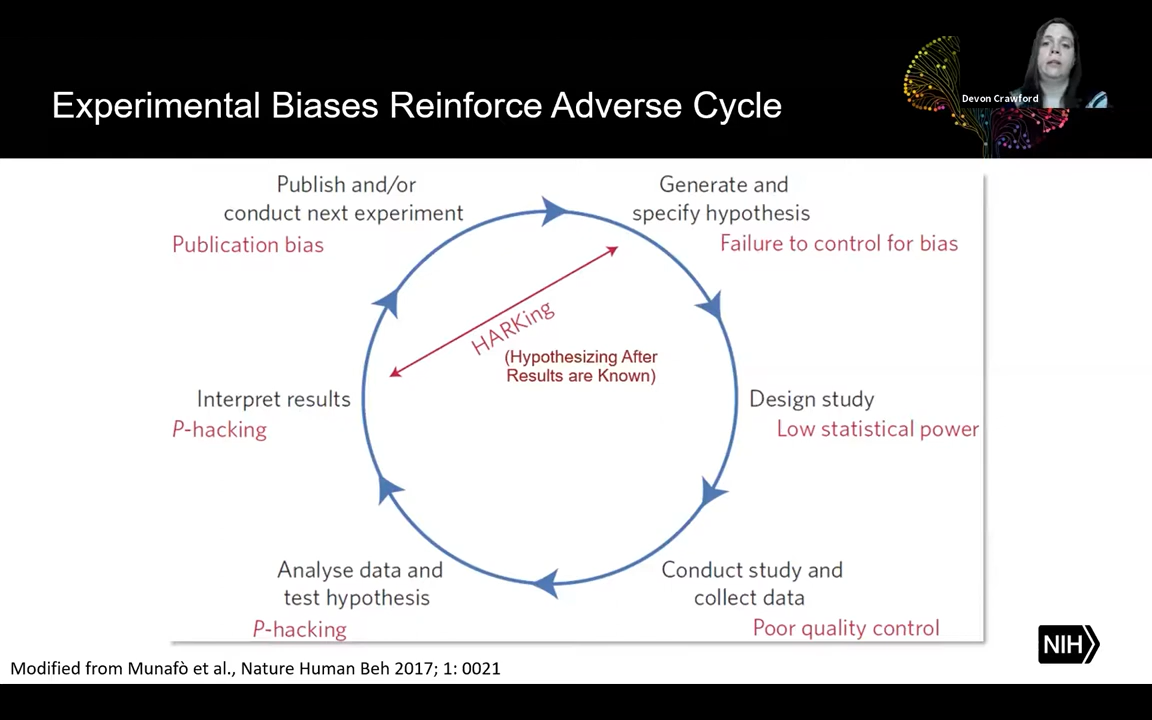 Devon Crawford
Experimental Biases Reinforce Adverse Cycle
Publish and/or
conduct next experiment
Publication bias
Generate and
specify hypothesis
Failure to control for bias
HARKing
(Hypothesizing After
Results are Known)
Interpret results
P-hacking
Design study
Low statistical power
Analyse data and
test hypothesis
P-hacking
Conduct study and
collect data
Poor quality control
NIH
Modified from Munafò et al., Nature Human Beh 2017; 1: 0021